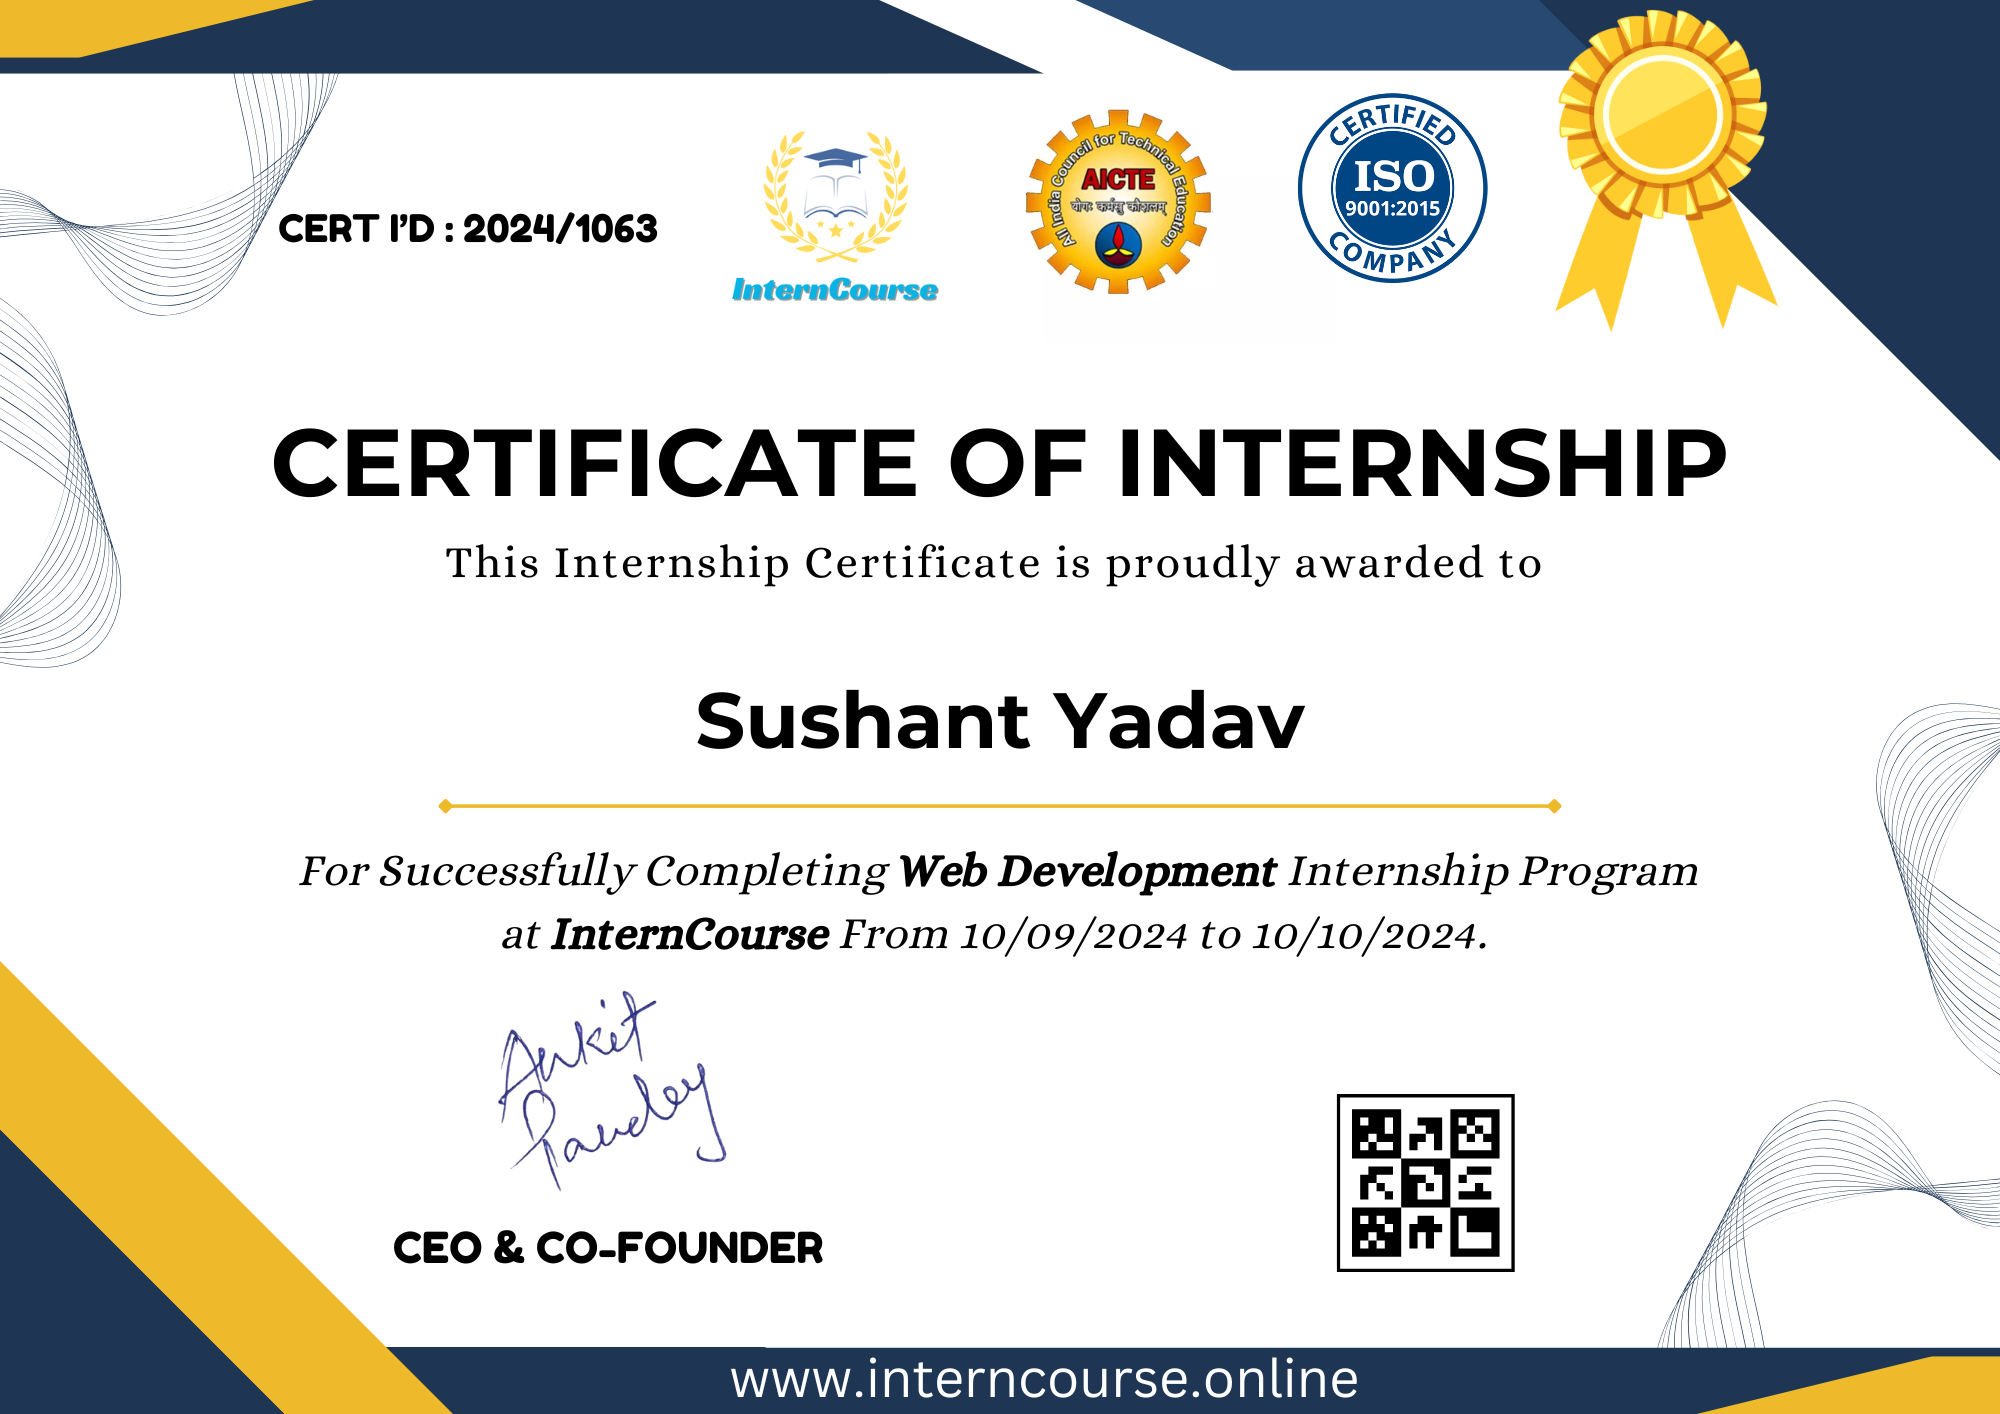 CERT I'D : 2024/1063
InternCourse
All India Council for Technical Education
AICTE
योगः कर्मसु कौशलम्
CERTIFIED
ISO
9001:2015
COMPANY
CERTIFICATE OF INTERNSHIP
This Internship Certificate is proudly awarded to
Sushant Yadav
For Successfully Completing Web Development Internship Program
at InternCourse From 10/09/2024 to 10/10/2024.
Ankit
Pandey
CEO & CO-FOUNDER
www.interncourse.online